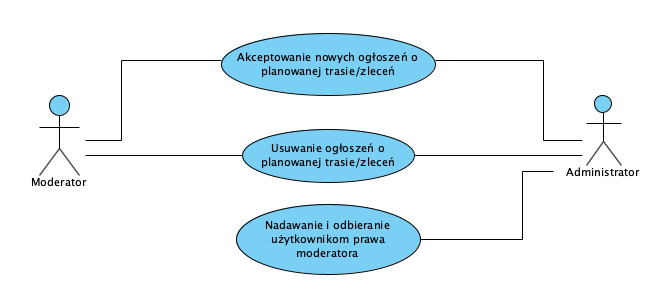 Akceptowanie nowych ogłoszeń o
planowanej trasie/zleceń
Usuwanie ogłoszeń o
planowanej trasie/zleceń
Moderator
Administrator
Nadawanie i odbieranie
użytkownikom prawa
moderatora